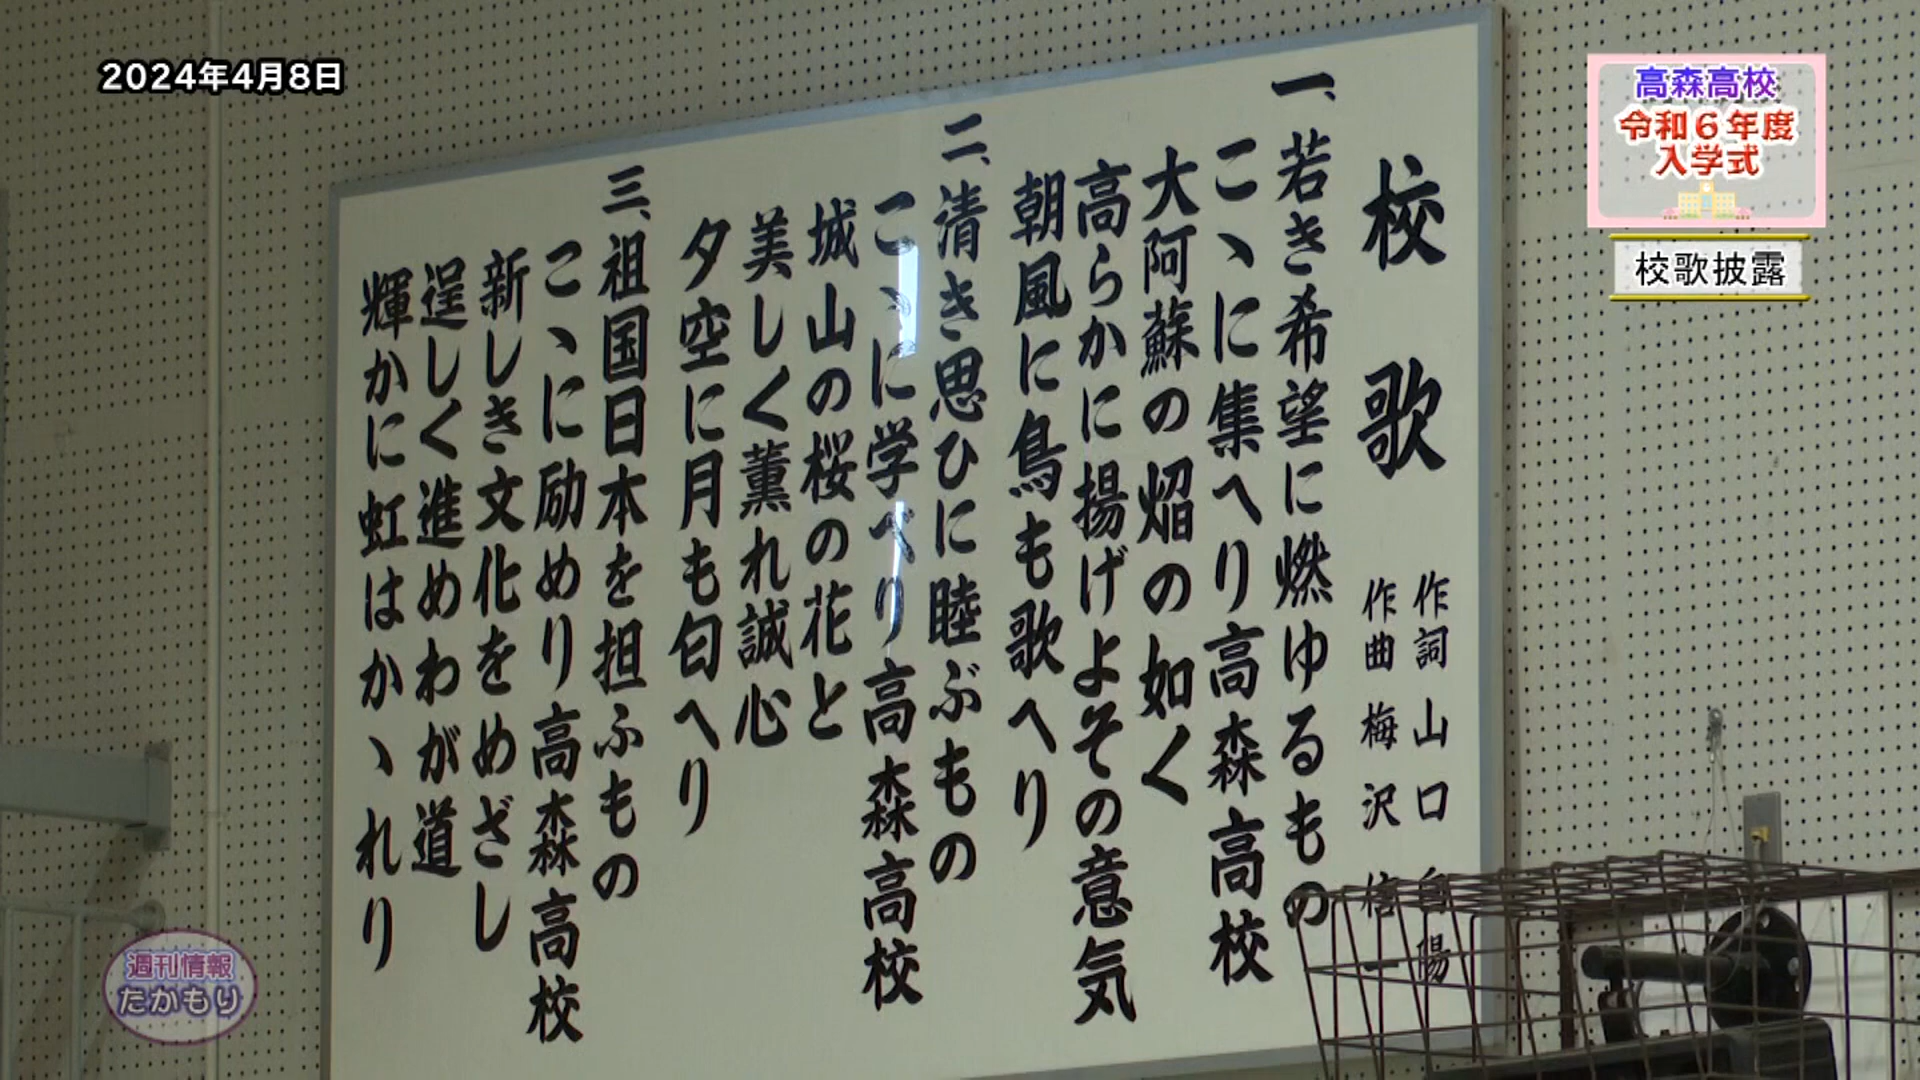 2024年4月8日
高森高校
令和6年度
入学式
校歌披露
校歌
作詞 山口白陽
作曲 梅沢信一
一、若き希望に燃ゆるもの
こヽに集へり高森高校
大阿蘇の焰の如く
高らかに揚げよその意気
朝風に鳥も歌へり
二、清き思ひに睦ぶもの
こヽに学べり高森高校
城山の桜の花と
美しく薫れ誠心
夕空に月も匂へり
三、祖国日本を担ふもの
こヽに励めり高森高校
新しき文化をめざし
逞しく進めわが道
輝かに虹はかヽれり
週刊情報
たかもり